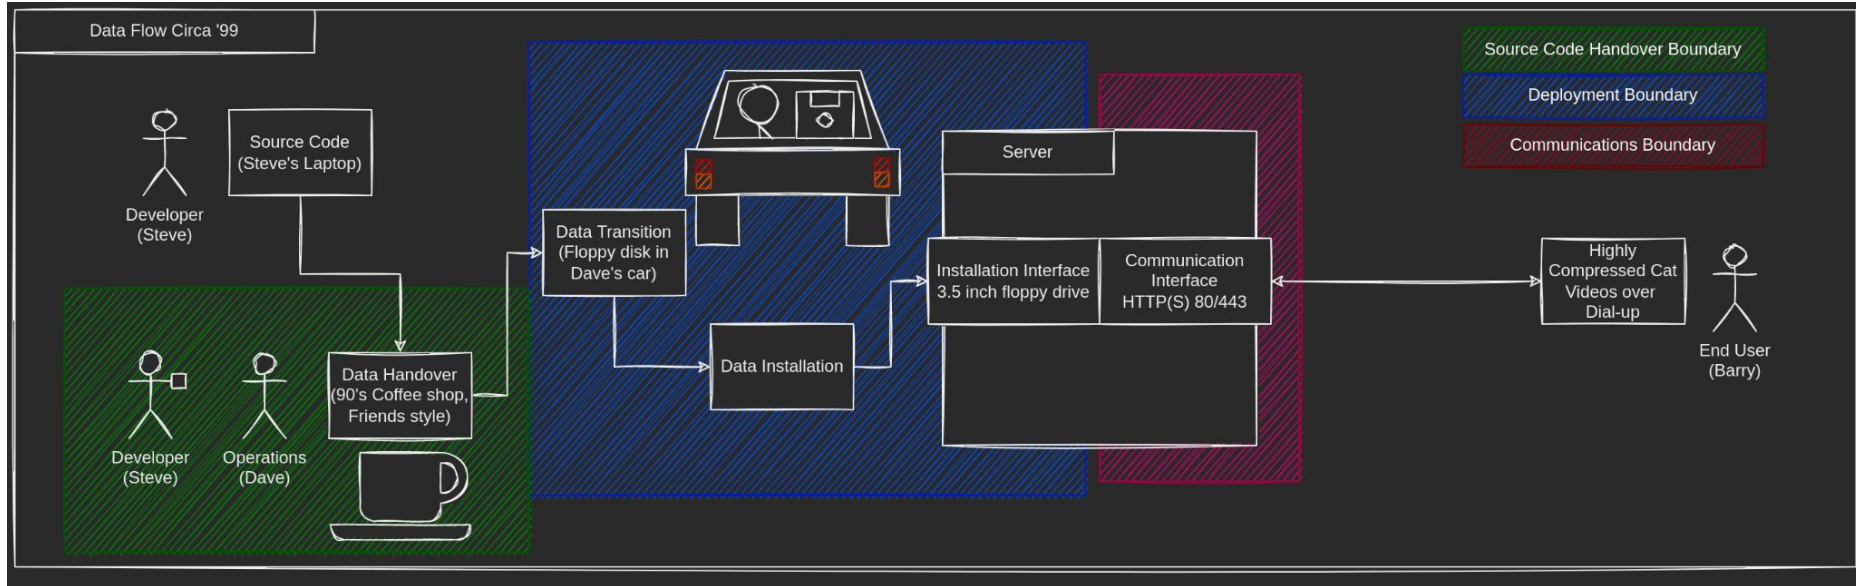 Data Flow Circa '99
Source Code Handover Boundary
Deployment Boundary
Communications Boundary
Developer
(Steve)
Source Code
(Steve's Laptop)
Developer
(Steve)
Operations
(Dave)
Data Handover
(90's Coffee shop,
Friends style)
Data Transition
(Floppy disk in
Dave's car)
Data Installation
Server
Installation Interface
3.5 inch floppy drive
Communication
Interface
HTTP(S) 80/443
Highly
Compressed Cat
Videos over
Dial-up
End User
(Barry)